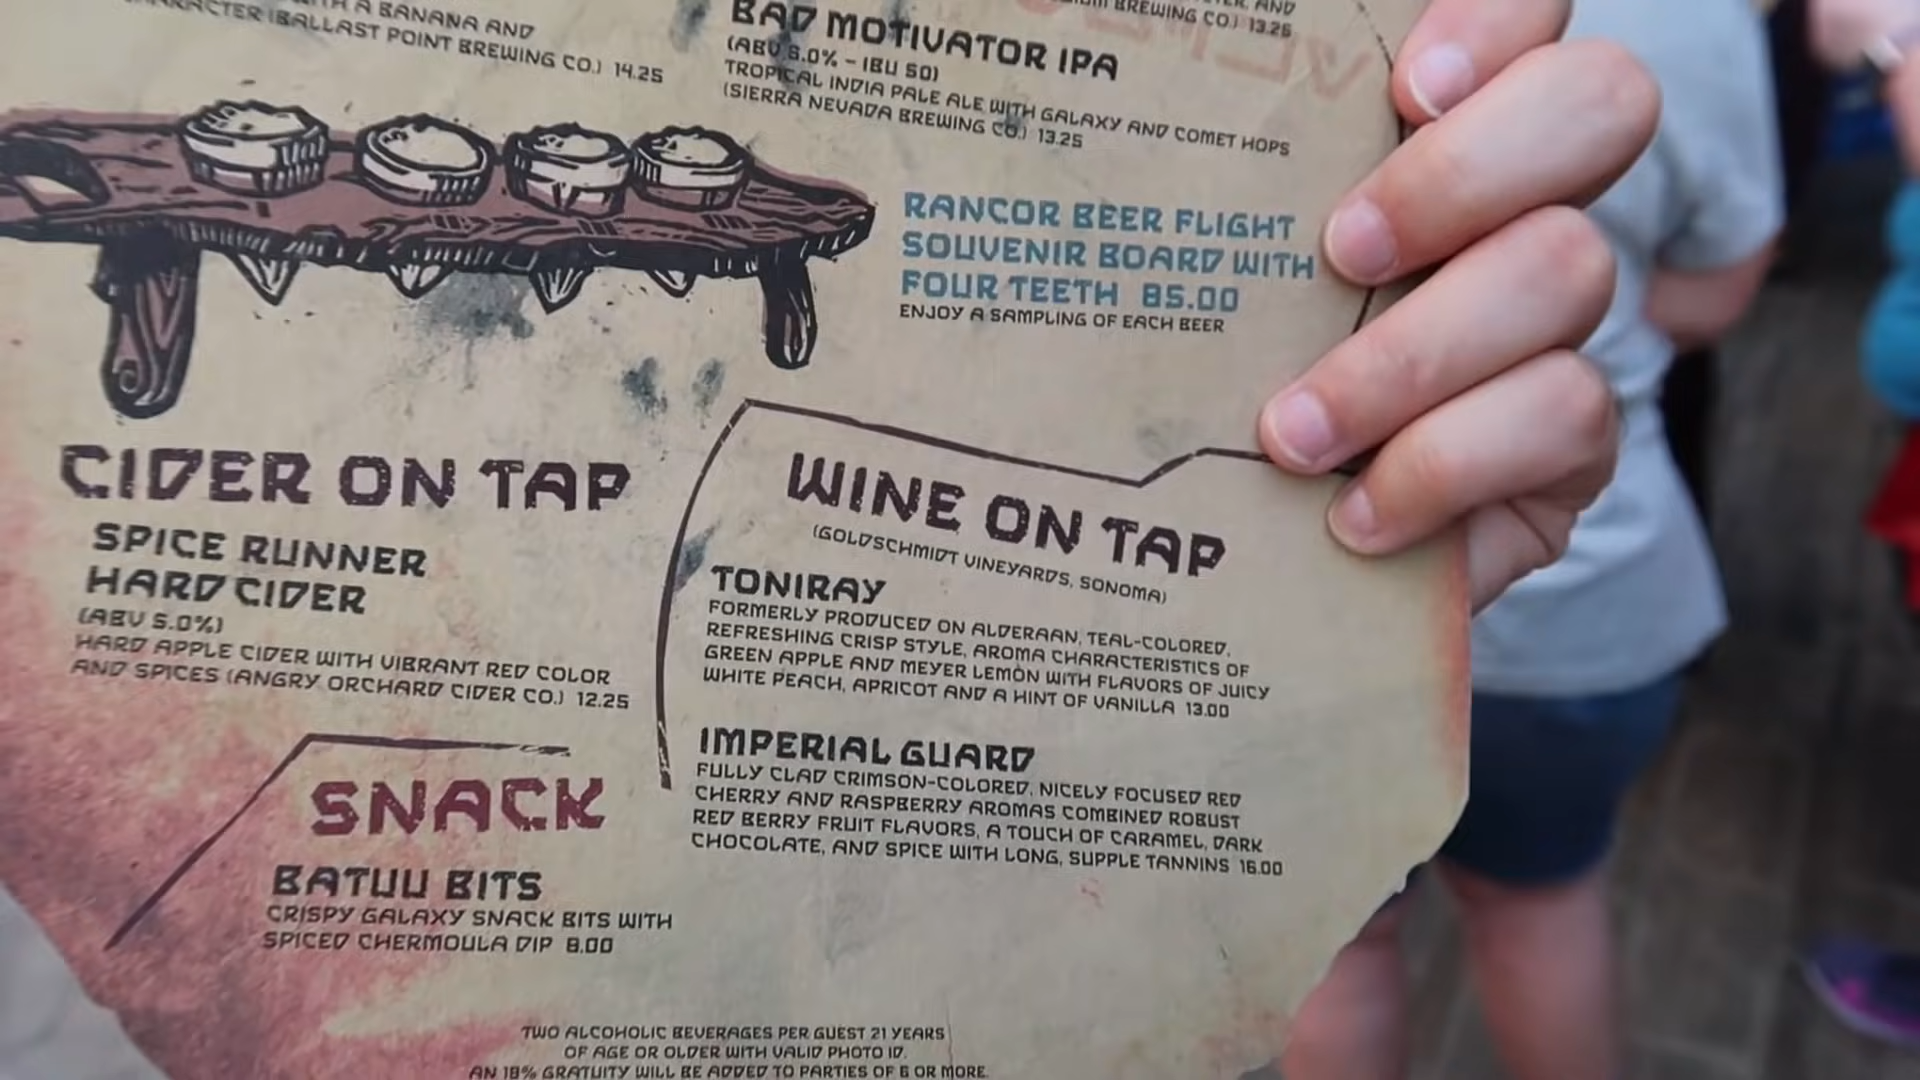 A BANANA AND
CHARACTER (BALLAST POINT BREWING CO.) 14.25
BREWING CO.) 13.25
BAD MOTIVATOR IPA
(ABV 5.0% - IBU 50)
TROPICAL INDIA PALE ALE WITH GALAXY AND COMET HOPS
(SIERRA NEVADA BREWING CO.) 13.25
RANCOR BEER FLIGHT
SOUVENIR BOARD WITH
FOUR TEETH 85.00
ENJOY A SAMPLING OF EACH BEER
CIDER ON TAP
SPICE RUNNER
HARD CIDER
(ABV 5.0%)
HARD APPLE CIDER WITH VIBRANT RED COLOR
AND SPICES (ANGRY ORCHARD CIDER CO.) 12.25
WINE ON TAP
(GOLDSCHMIDT VINEYARDS, SONOMA)
TONIRAY
FORMERLY PRODUCED ON ALDERAAN, TEAL-COLORED,
REFRESHING CRISP STYLE, AROMA CHARACTERISTICS OF
GREEN APPLE AND MEYER LEMON WITH FLAVORS OF JUICY
WHITE PEACH, APRICOT AND A HINT OF VANILLA 13.00
IMPERIAL GUARD
FULLY CLAD CRIMSON-COLORED, NICELY FOCUSED RED
CHERRY AND RASPBERRY AROMAS COMBINED ROBUST
RED BERRY FRUIT FLAVORS, A TOUCH OF CARAMEL, DARK
CHOCOLATE, AND SPICE WITH LONG, SUPPLE TANNINS 16.00
SNACK
BATUU BITS
CRISPY GALAXY SNACK BITS WITH
SPICED CHERMOULA DIP 8.00
TWO ALCOHOLIC BEVERAGES PER GUEST 21 YEARS
OF AGE OR OLDER WITH VALID PHOTO ID.
AN 18% GRATUITY WILL BE ADDED TO PARTIES OF 6 OR MORE.